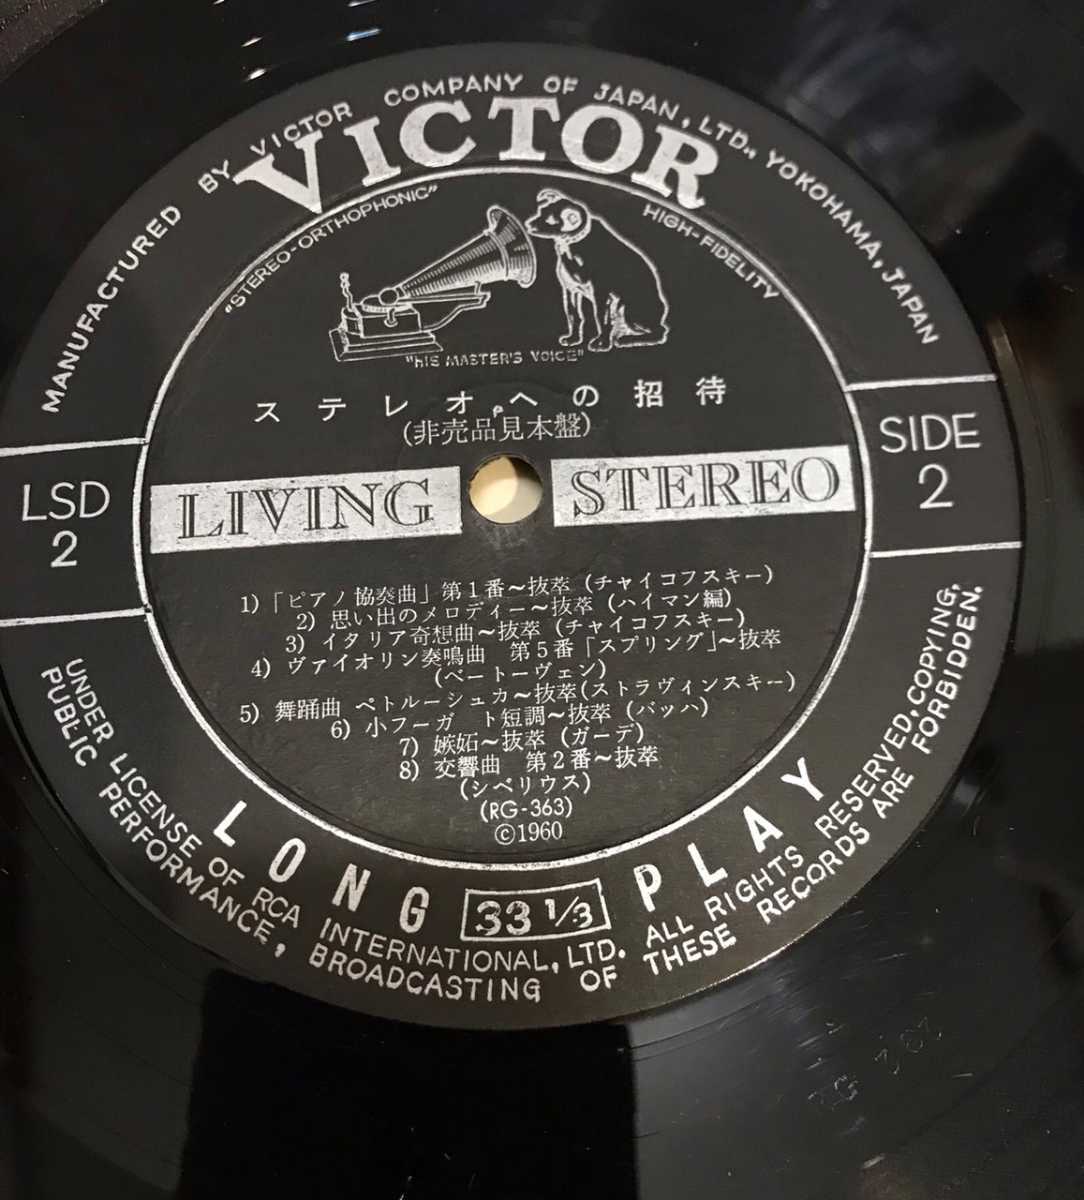 MANUFACTURED BY VICTOR COMPANY OF JAPAN, LTD., YOKOHAMA, JAPAN
VICTOR
"STEREO-ORTHOPHONIC" HIGH-FIDELITY
"HIS MASTER'S VOICE"
ステレオへの招待
(非売品見本盤)
LSD
2
LIVING STEREO
SIDE
2
1) 「ピアノ協奏曲」第1番～抜萃 (チャイコフスキー)
2) 思い出のメロディー～抜萃 (ハイマン編)
3) イタリア奇想曲～抜萃 (チャイコフスキー)
4) ヴァイオリン奏鳴曲 第5番「スプリング」～抜萃
(ベートーヴェン)
5) 舞踊曲 ペトルーシュカ～抜萃(ストラヴィンスキー)
6) 小フーガ ト短調～抜萃 (バッハ)
7) 嫉妬～抜萃 (ガーデ)
8) 交響曲 第2番～抜萃
(シベリウス)
(RG-363)
©1960
LONG 33 1/3 PLAY
UNDER LICENSE OF RCA INTERNATIONAL, LTD. ALL RIGHTS RESERVED, COPYING,
PUBLIC PERFORMANCE, BROADCASTING OF THESE RECORDS ARE FORBIDDEN.